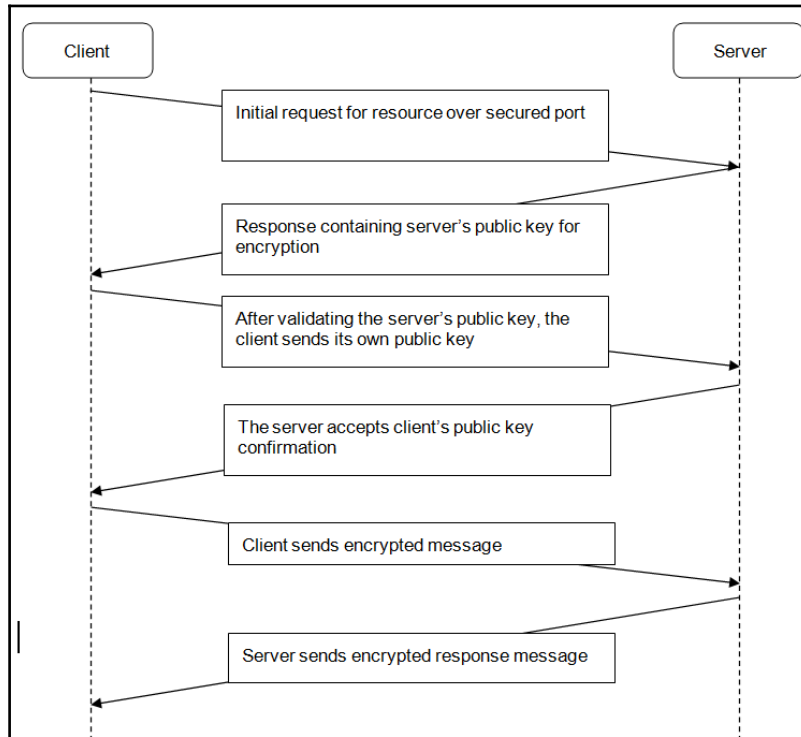 Client
Server
Initial request for resource over secured port
Response containing server's public key for
encryption
After validating the server's public key, the
client sends its own public key
The server accepts client's public key
confirmation
Client sends encrypted message
Server sends encrypted response message